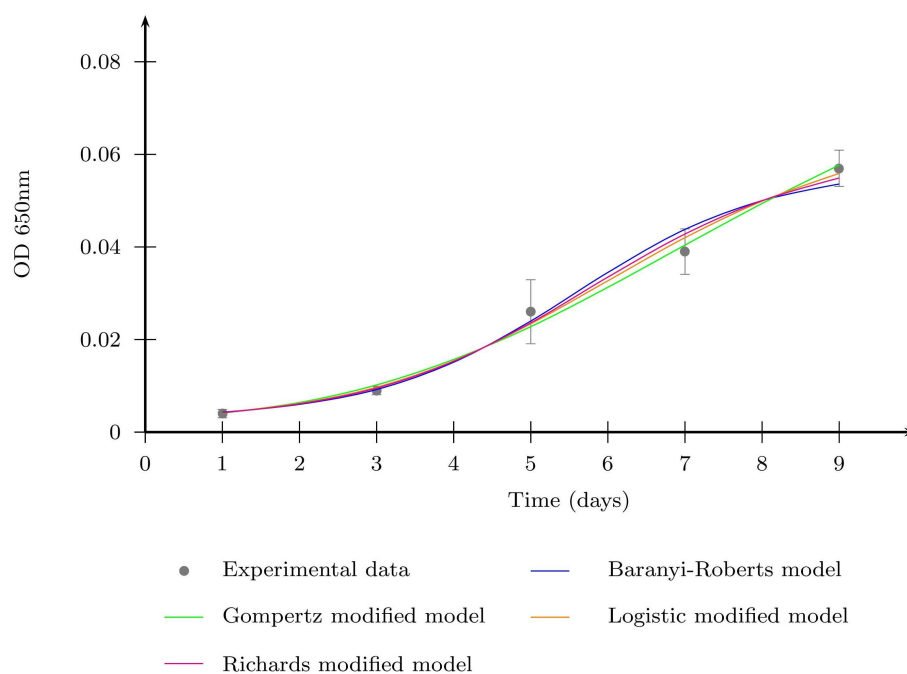 0.08
0.06
0.04
0.02
0
OD 650nm
0 1 2 3 4 5 6 7 8 9
Time (days)
Experimental data Baranyi-Roberts model
Gompertz modified model Logistic modified model
Richards modified model